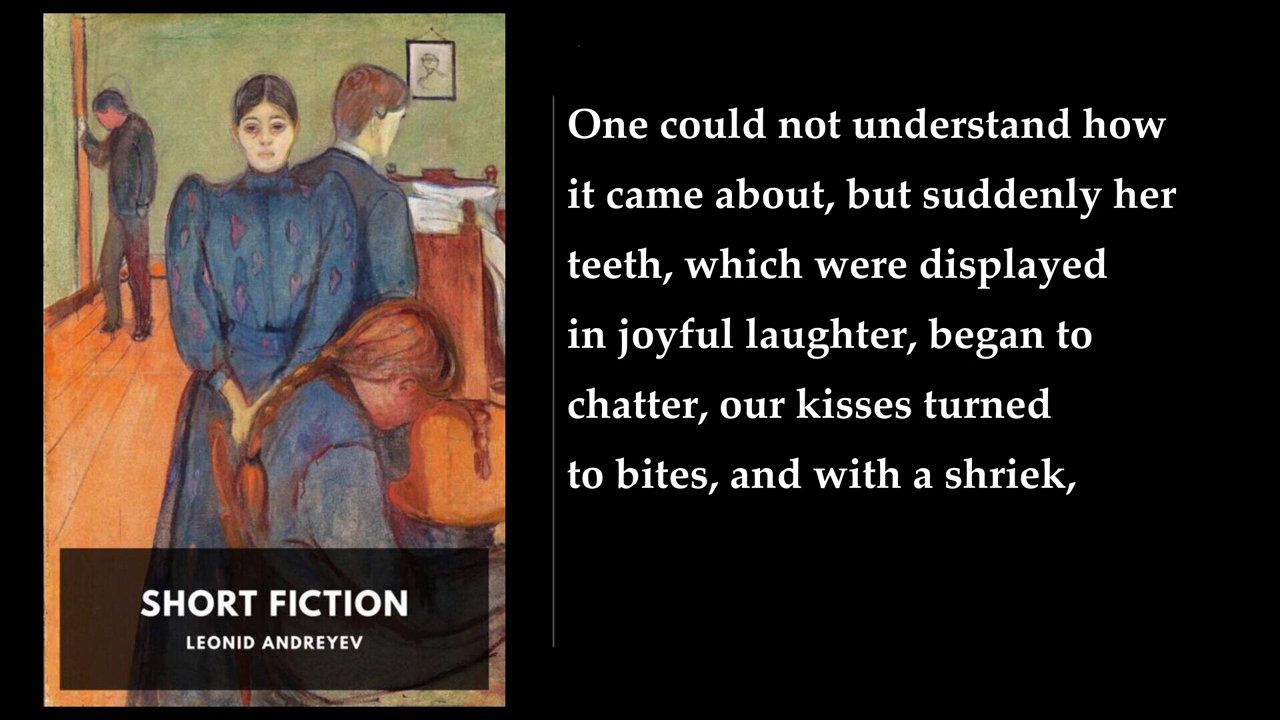 SHORT FICTION
LEONID ANDREYEV
One could not understand how
it came about, but suddenly her
teeth, which were displayed
in joyful laughter, began to
chatter, our kisses turned
to bites, and with a shriek,